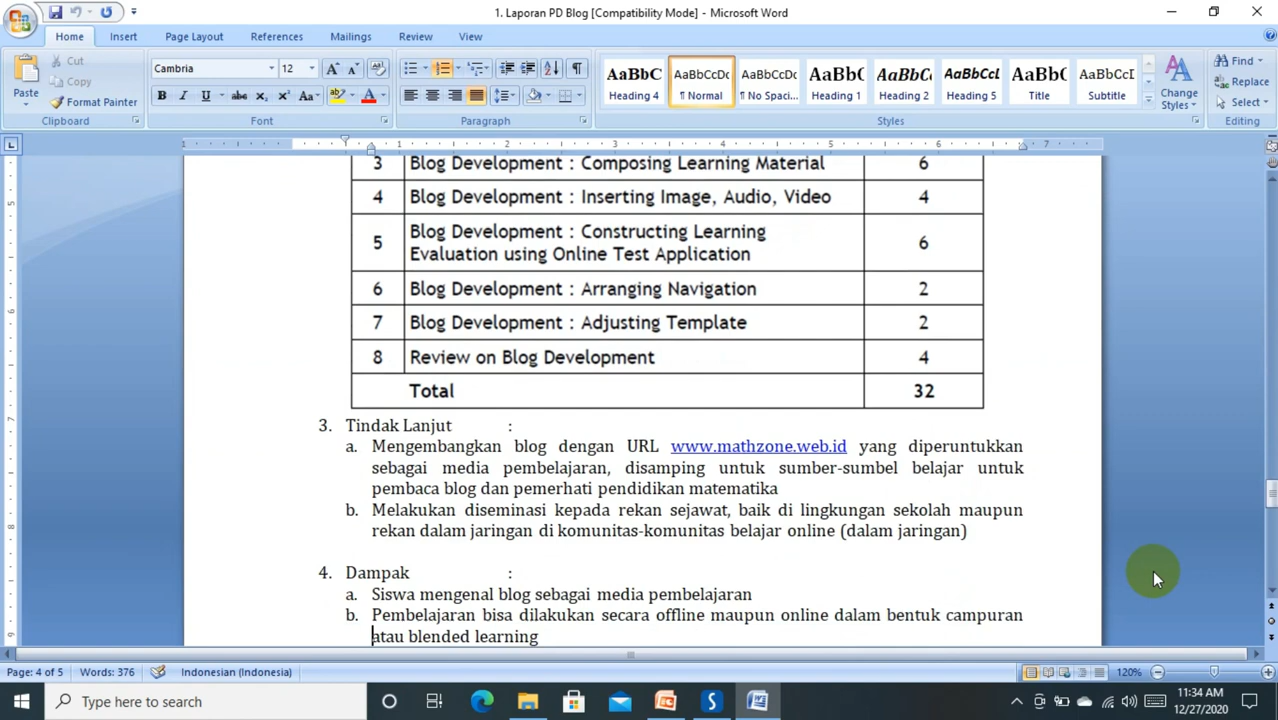 1. Laporan PD Blog [Compatibility Mode] - Microsoft Word
Home Insert Page Layout References Mailings Review View
Paste
Cut
Copy
Format Painter
Clipboard
Cambria 12
Font
Paragraph
AaBbC AaBbCcDc AaBbCcDc AaBb( AaBbC AaBbCcL AaBb( AaBbCcDc
Heading 4 ¶ Normal ¶ No Spaci... Heading 1 Heading 2 Heading 5 Title Subtitle
Change Styles
Styles
Find
Replace
Select
Editing
3 Blog Development : Composing Learning Material 6
4 Blog Development : Inserting Image, Audio, Video 4
5 Blog Development : Constructing Learning Evaluation using Online Test Application 6
6 Blog Development : Arranging Navigation 2
7 Blog Development : Adjusting Template 2
8 Review on Blog Development 4
Total 32
3. Tindak Lanjut :
a. Mengembangkan blog dengan URL www.mathzone.web.id yang diperuntukkan
sebagai media pembelajaran, disamping untuk sumber-sumbel belajar untuk
pembaca blog dan pemerhati pendidikan matematika
b. Melakukan diseminasi kepada rekan sejawat, baik di lingkungan sekolah maupun
rekan dalam jaringan di komunitas-komunitas belajar online (dalam jaringan)
4. Dampak :
a. Siswa mengenal blog sebagai media pembelajaran
b. Pembelajaran bisa dilakukan secara offline maupun online dalam bentuk campuran
atau blended learning
Page: 4 of 5 Words: 376 Indonesian (Indonesia) 120%
Type here to search
11:34 AM
12/27/2020